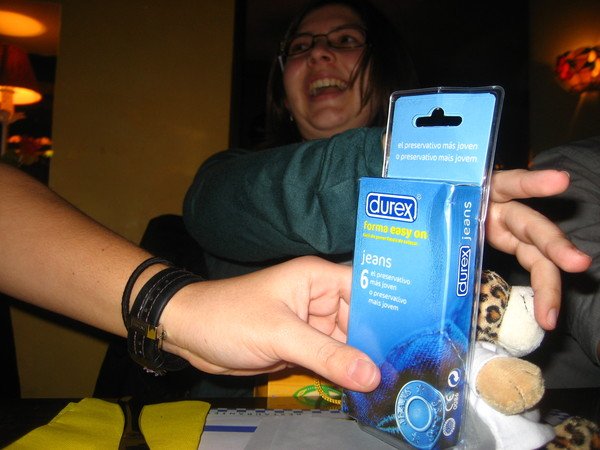 el preservativo más joven
o preservativo mais jovem
durex
forma easy on
jeans
6 el preservativo
más joven
o preservativo
mais jovem
durex jeans